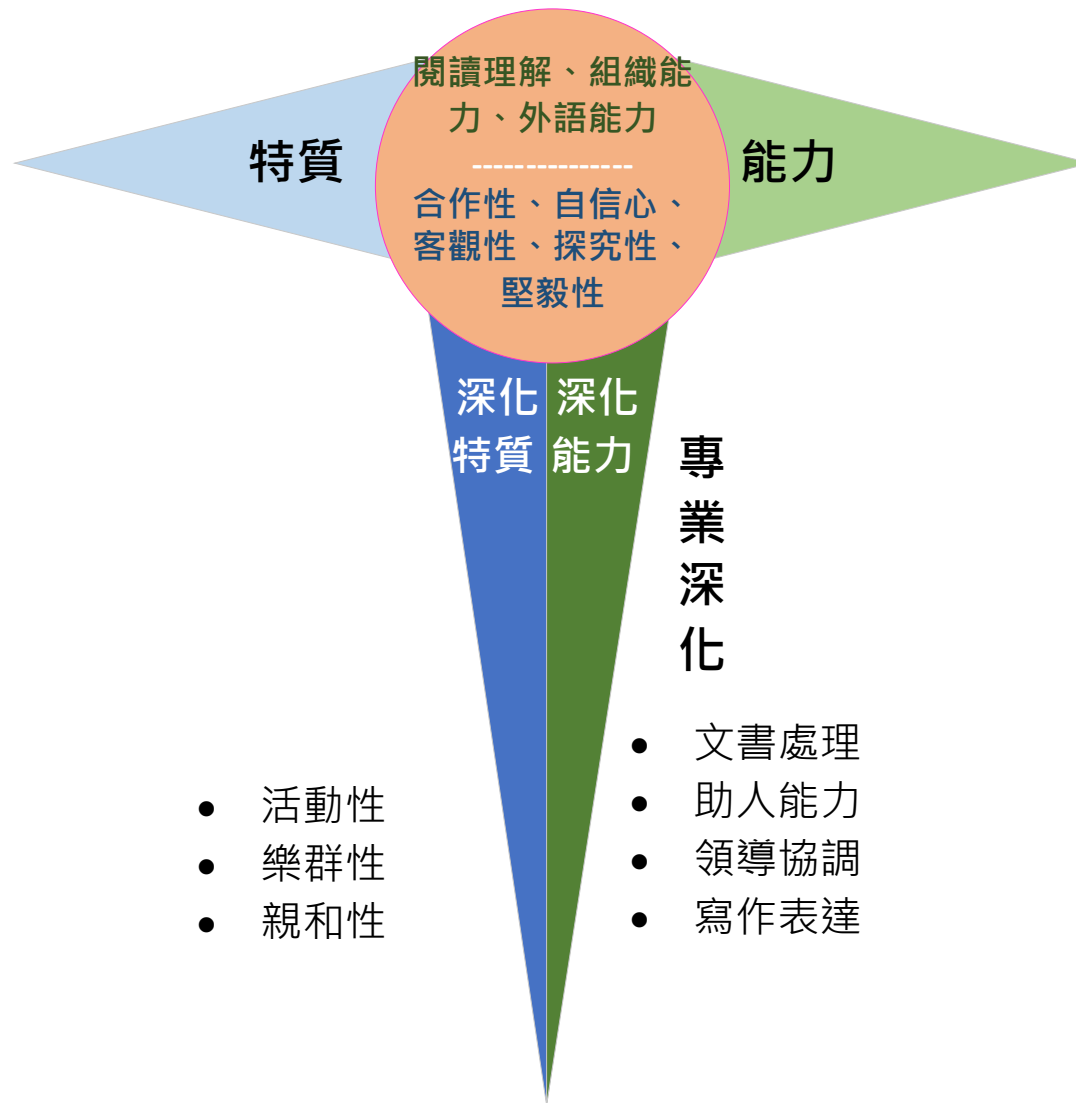 閱讀理解、組織能
力、外語能力
---------------
合作性、自信心、
客觀性、探究性、
堅毅性
特質
能力
深化
特質
深化
能力
專
業
深
化
● 活動性
● 樂群性
● 親和性
● 文書處理
● 助人能力
● 領導協調
● 寫作表達